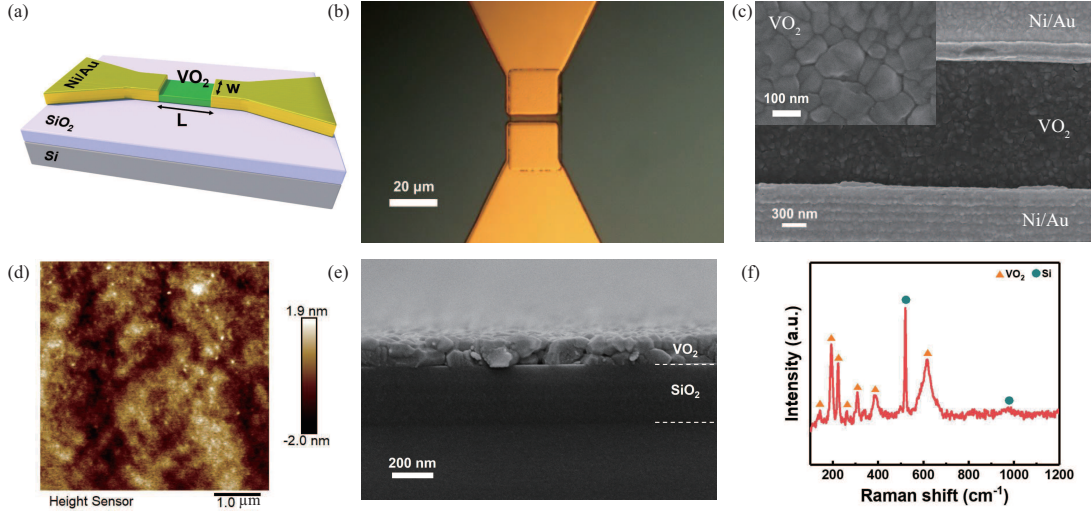 (a)
Ni/Au
VO₂
W
L
SiO₂
Si
(b)
20 μm
(c)
VO₂
100 nm
Ni/Au
VO₂
300 nm
Ni/Au
(d)
1.9 nm
-2.0 nm
Height Sensor
1.0 μm
(e)
VO₂
SiO₂
200 nm
(f)
VO₂ Si
Intensity (a.u.)
200 400 600 800 1000 1200
Raman shift (cm⁻¹)